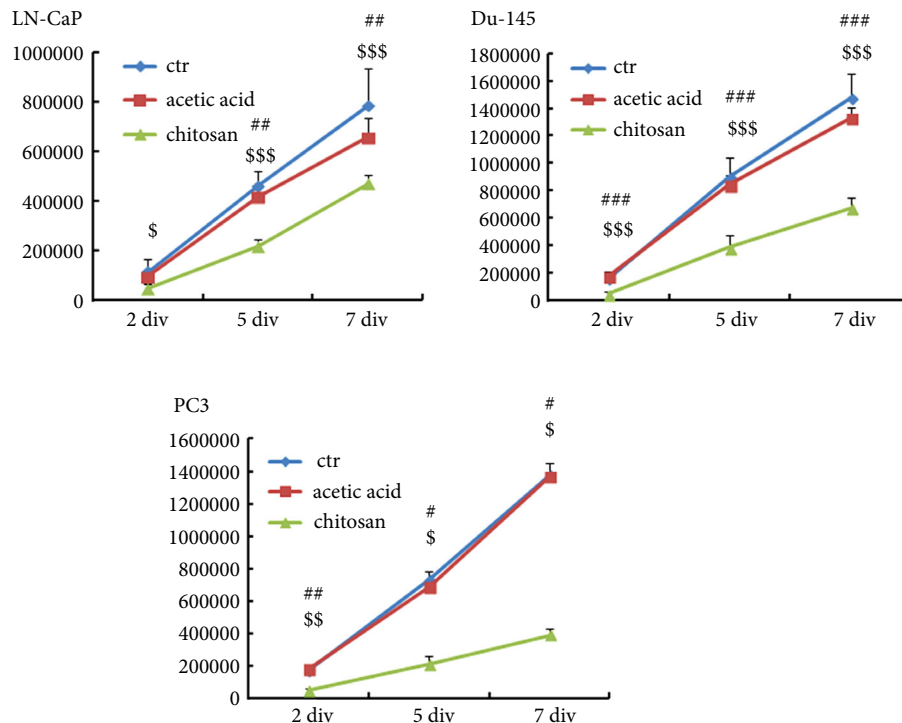 LN-CaP
##
$$$
1000000
800000
600000
400000
200000
0
ctr
acetic acid
chitosan
##
$$$
$
2 div 5 div 7 div
Du-145
###
$$$
1800000
1600000
1400000
1200000
1000000
800000
600000
400000
200000
0
ctr
acetic acid
chitosan
###
$$$
###
$$$
2 div 5 div 7 div
PC3
#
$
1600000
1400000
1200000
1000000
800000
600000
400000
200000
0
ctr
acetic acid
chitosan
#
$
##
$$
2 div 5 div 7 div